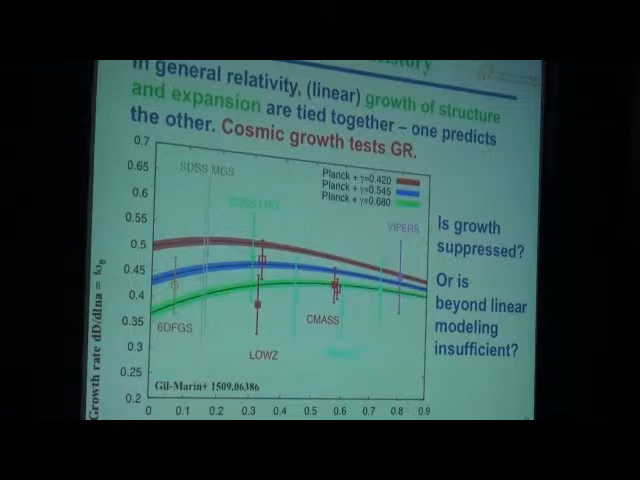 In general relativity, (linear) growth of structure
and expansion are tied together – one predicts
the other. Cosmic growth tests GR.
0.7
0.65
0.6
0.55
0.5
0.45
0.4
0.35
0.3
0.25
0.2
Growth rate dD/dlna = fσ8
SDSS MGS
Planck + γ=0.420
Planck + γ=0.545
Planck + γ=0.680
VIPERS
6DFGS
CMASS
LOWZ
Gil-Marin+ 1509.06386
0 0.1 0.2 0.3 0.4 0.5 0.6 0.7 0.8 0.9
Is growth
suppressed?
Or is
beyond linear
modeling
insufficient?